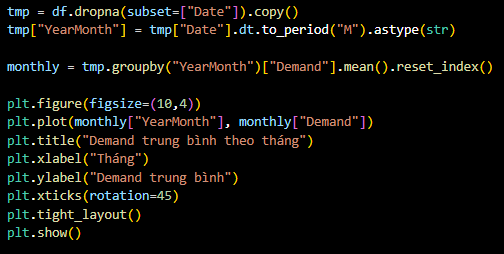 tmp = df.dropna(subset=["Date"]).copy()
tmp["YearMonth"] = tmp["Date"].dt.to_period("M").astype(str)

monthly = tmp.groupby("YearMonth")["Demand"].mean().reset_index()

plt.figure(figsize=(10,4))
plt.plot(monthly["YearMonth"], monthly["Demand"])
plt.title("Demand trung bình theo tháng")
plt.xlabel("Tháng")
plt.ylabel("Demand trung bình")
plt.xticks(rotation=45)
plt.tight_layout()
plt.show()